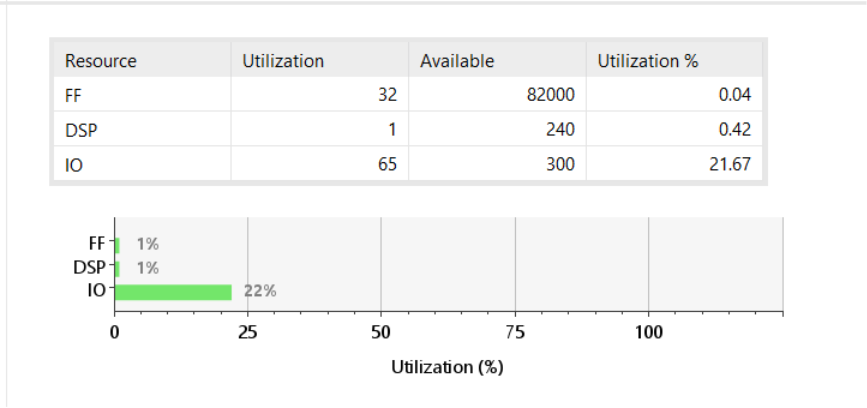 Resource Utilization Available Utilization %
FF 32 82000 0.04
DSP 1 240 0.42
IO 65 300 21.67
FF 1%
DSP 1%
IO 22%
0 25 50 75 100
Utilization (%)